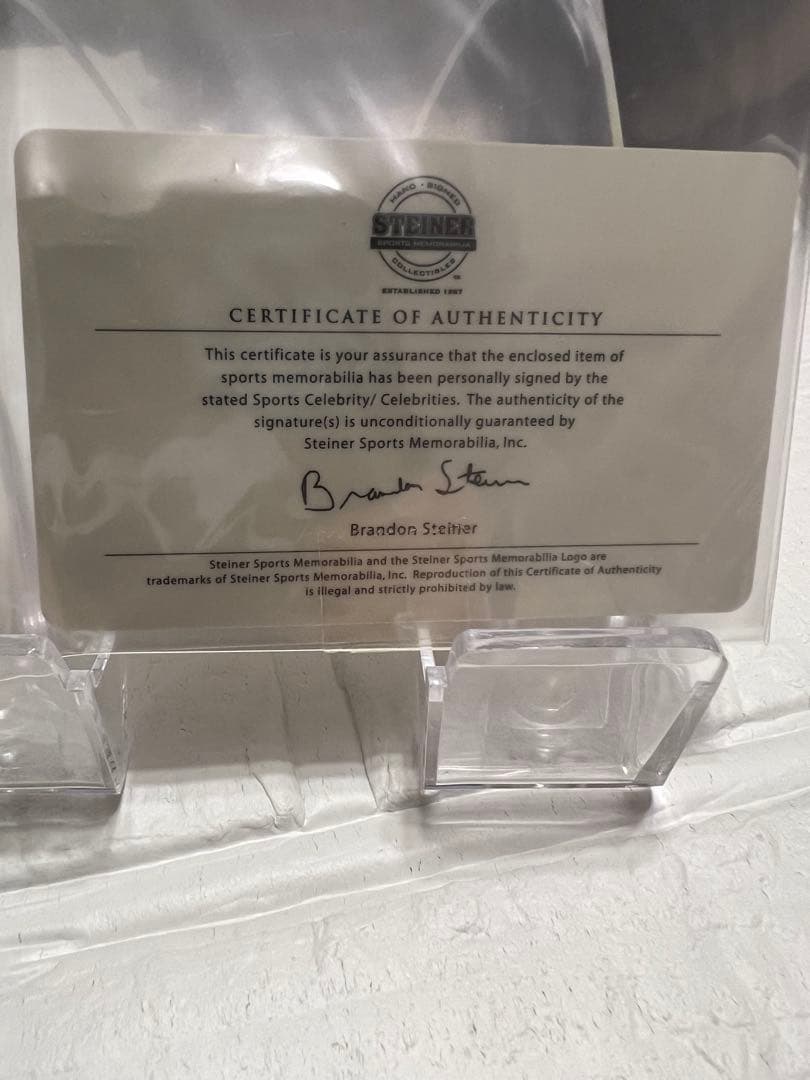 HAND · SIGNED
STEINER
SPORTS MEMORABILIA
COLLECTIBLES
TM
ESTABLISHED 1987
CERTIFICATE OF AUTHENTICITY
This certificate is your assurance that the enclosed item of
sports memorabilia has been personally signed by the
stated Sports Celebrity/ Celebrities. The authenticity of the
signature(s) is unconditionally guaranteed by
Steiner Sports Memorabilia, Inc.
Brandon Steiner
Brandon Steiner
Steiner Sports Memorabilia and the Steiner Sports Memorabilia Logo are
trademarks of Steiner Sports Memorabilia, Inc. Reproduction of this Certificate of Authenticity
is illegal and strictly prohibited by law.